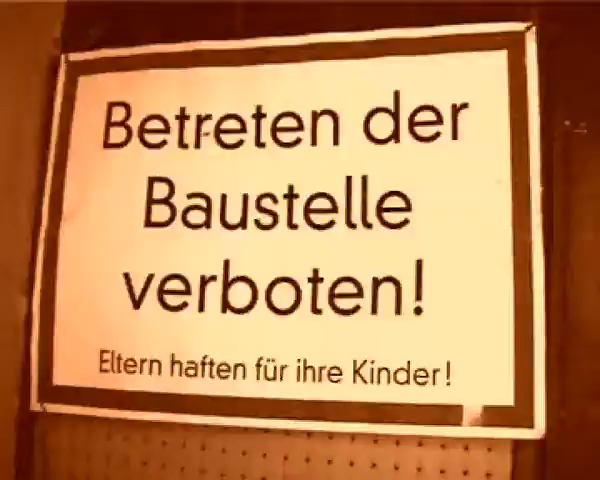 Betreten der
Baustelle
verboten!
Eltern haften für ihre Kinder!